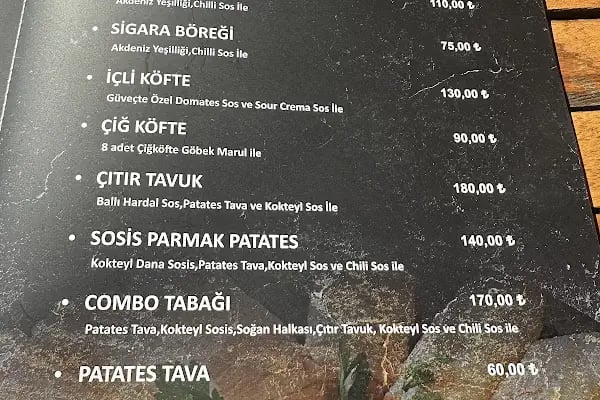 Akdeniz Yeşilliği,Chilli Sos İle 110,00 ₺
• SİGARA BÖREĞİ 75,00 ₺
Akdeniz Yeşilliği,Chilli Sos İle
• İÇLİ KÖFTE 130,00 ₺
Güveçte Özel Domates Sos ve Sour Crema Sos İle
• ÇİĞ KÖFTE 90,00 ₺
8 adet Çiğköfte Göbek Marul ile
• ÇITIR TAVUK 180,00 ₺
Ballı Hardal Sos,Patates Tava ve Kokteyl Sos İle
• SOSİS PARMAK PATATES 140,00 ₺
Kokteyl Dana Sosis,Patates Tava,Kokteyl Sos ve Chili Sos ile
• COMBO TABAĞI 170,00 ₺
Patates Tava,Kokteyl Sosis,Soğan Halkası,Çıtır Tavuk, Kokteyl Sos ve Chili Sos ile
• PATATES TAVA 60,00 ₺